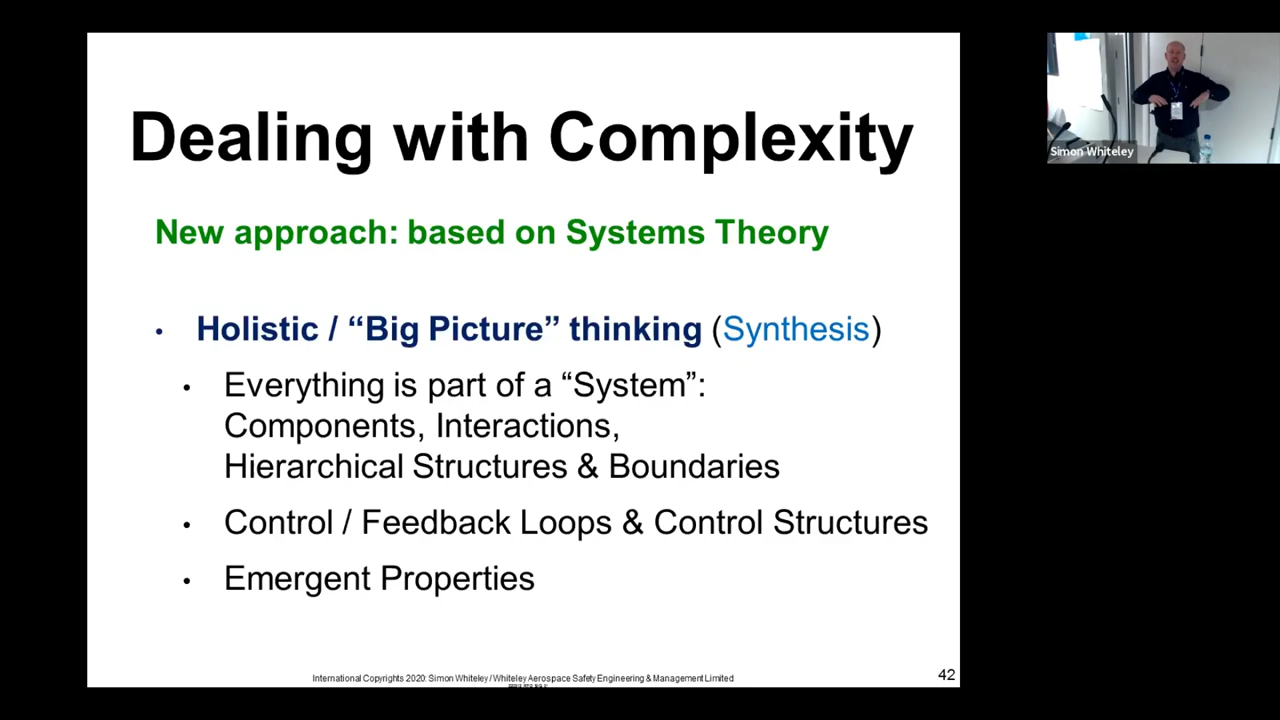 Dealing with Complexity
New approach: based on Systems Theory
• Holistic / “Big Picture” thinking (Synthesis)
• Everything is part of a “System”:
Components, Interactions,
Hierarchical Structures & Boundaries
• Control / Feedback Loops & Control Structures
• Emergent Properties
International Copyrights 2020: Simon Whiteley / Whiteley Aerospace Safety Engineering & Management Limited
42
Simon Whiteley